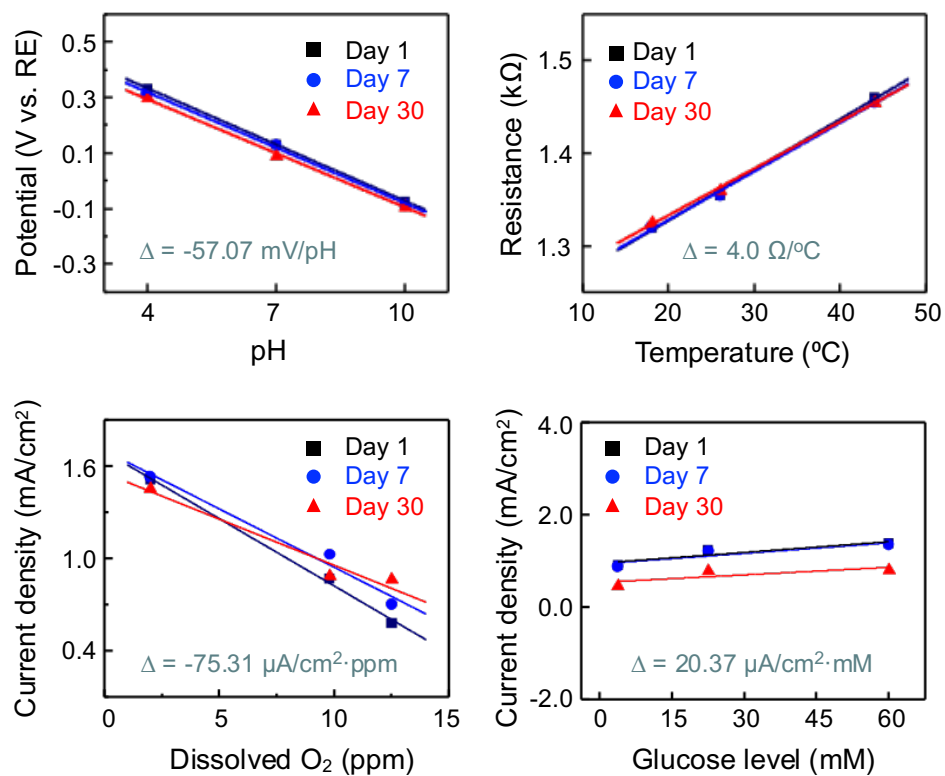 0.5
0.3
0.1
-0.1
-0.3
Potential (V vs. RE)
Day 1
Day 7
Day 30
Δ = -57.07 mV/pH
4
7
10
pH
1.5
1.4
1.3
Resistance (kΩ)
Day 1
Day 7
Day 30
Δ = 4.0 Ω/ºC
10
20
30
40
50
Temperature (ºC)
1.6
1.0
0.4
Current density (mA/cm²)
Day 1
Day 7
Day 30
Δ = -75.31 μA/cm²·ppm
0
5
10
15
Dissolved O₂ (ppm)
4.0
2.0
0.0
-2.0
Current density (mA/cm²)
Day 1
Day 7
Day 30
Δ = 20.37 μA/cm²·mM
0
15
30
45
60
Glucose level (mM)